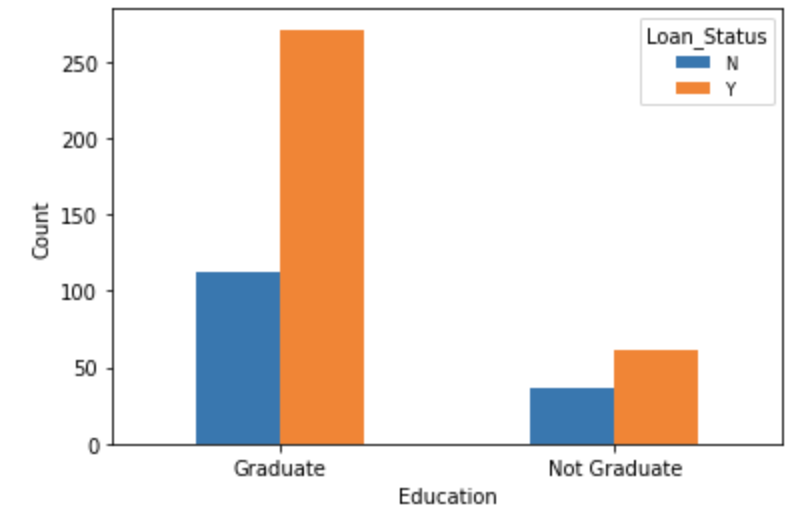 Loan_Status
N
Y
250
200
150
100
50
0
Count
Graduate
Not Graduate
Education